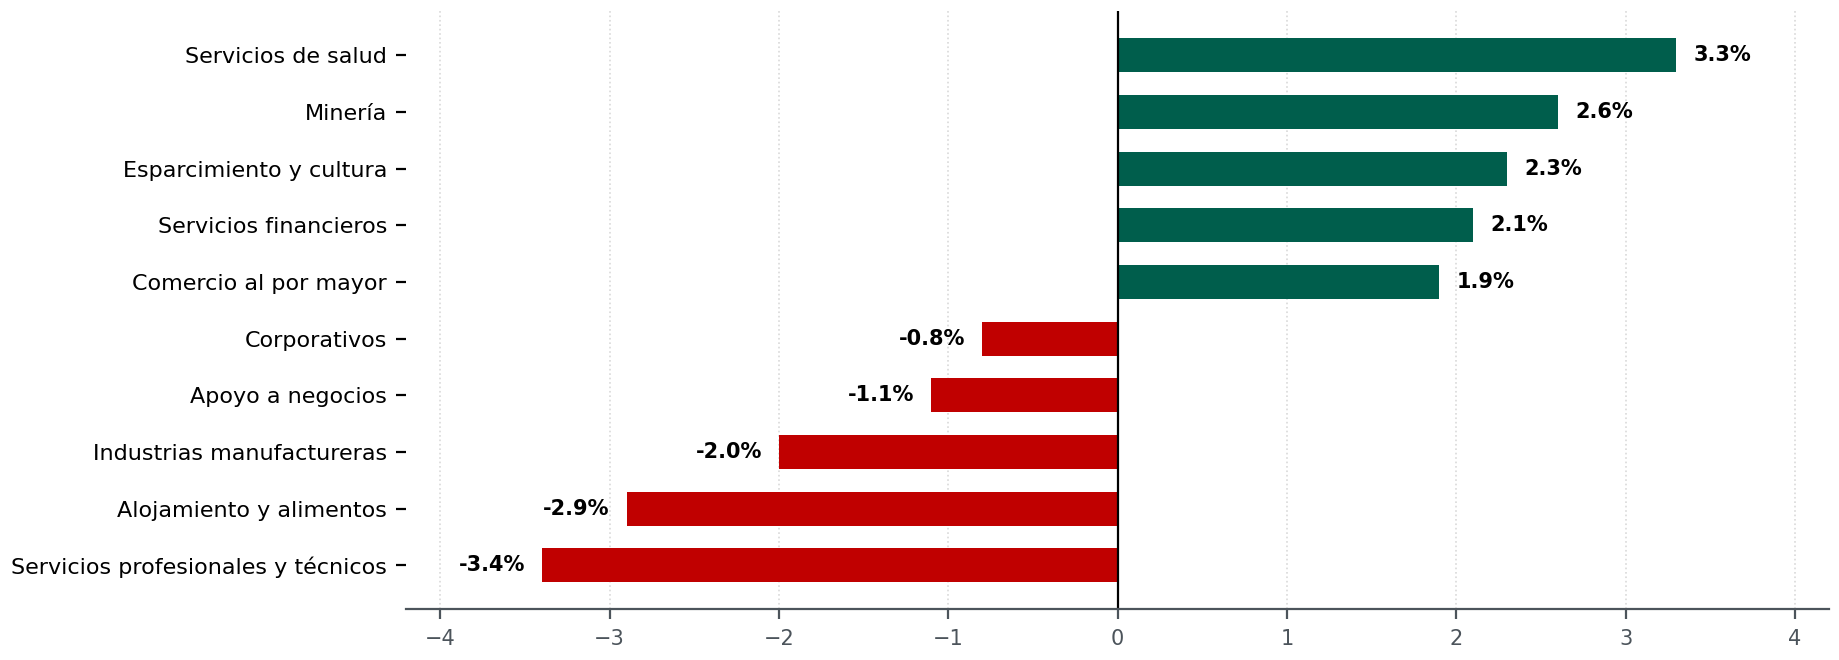 Servicios de salud 3.3%
Minería 2.6%
Esparcimiento y cultura 2.3%
Servicios financieros 2.1%
Comercio al por mayor 1.9%
Corporativos -0.8%
Apoyo a negocios -1.1%
Industrias manufactureras -2.0%
Alojamiento y alimentos -2.9%
Servicios profesionales y técnicos -3.4%
−4 −3 −2 −1 0 1 2 3 4